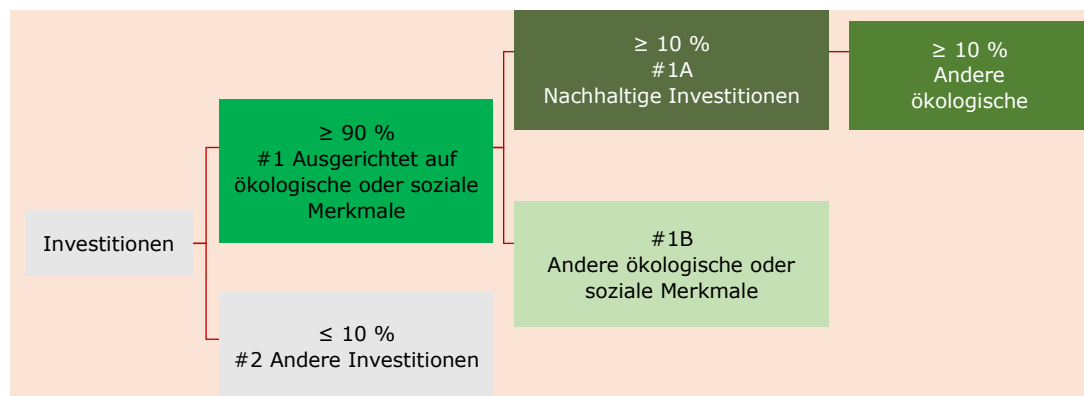 Investitionen
≥ 90 %
#1 Ausgerichtet auf
ökologische oder soziale
Merkmale
≤ 10 %
#2 Andere Investitionen
≥ 10 %
#1A
Nachhaltige Investitionen
#1B
Andere ökologische oder
soziale Merkmale
≥ 10 %
Andere
ökologische